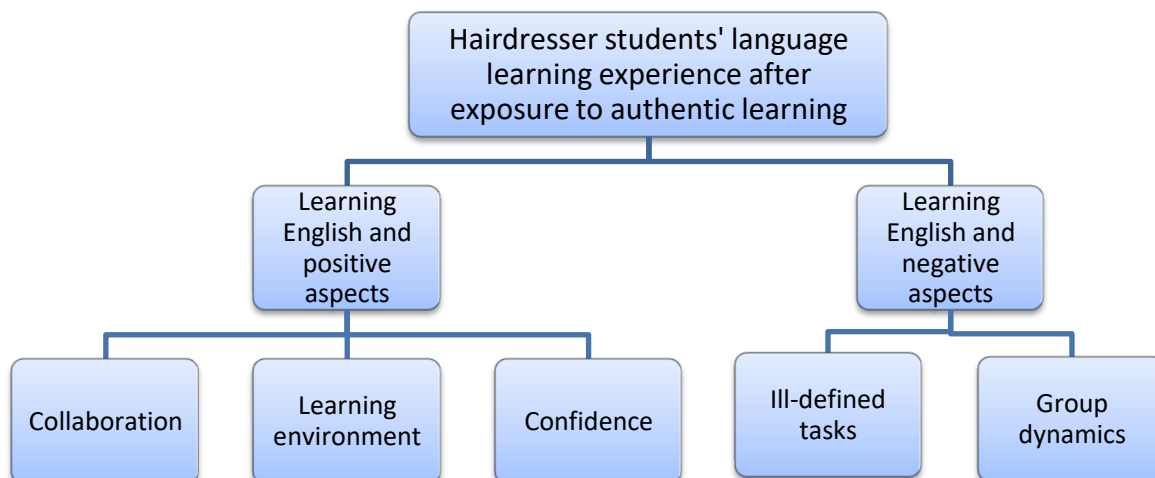 Hairdresser students' language
learning experience after
exposure to authentic learning
Learning
English and
positive
aspects
Learning
English and
negative
aspects
Collaboration
Learning
environment
Confidence
Ill-defined
tasks
Group
dynamics